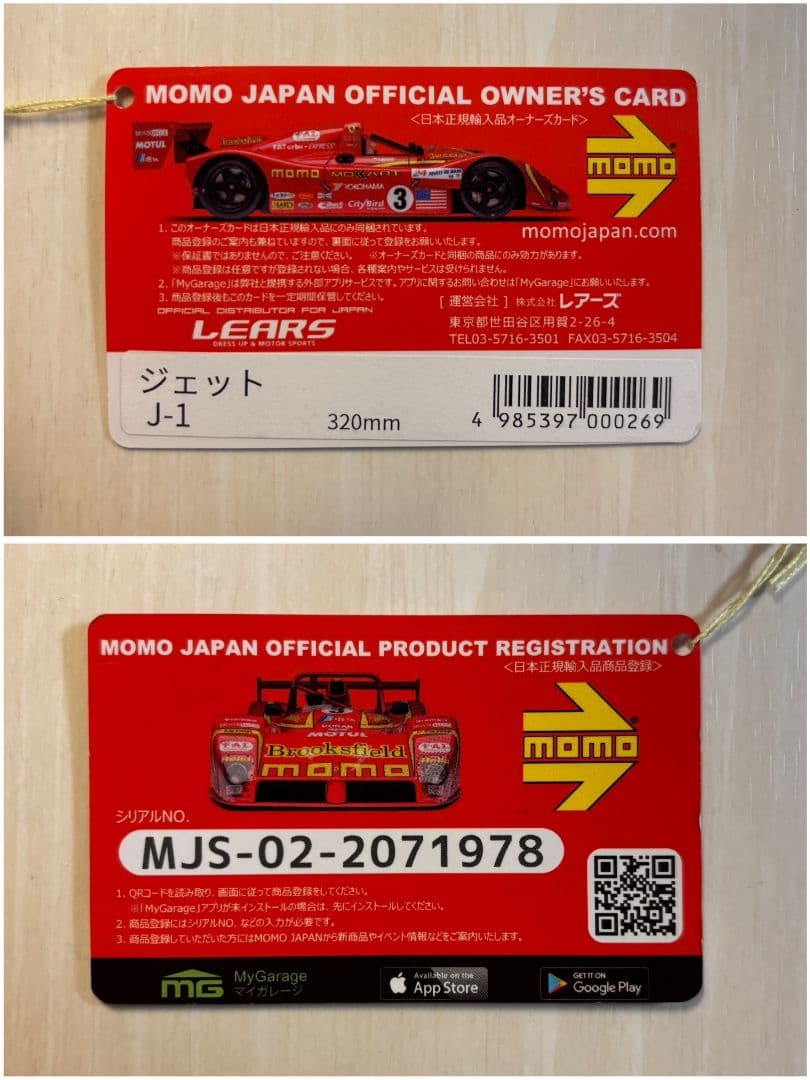 MOMO JAPAN OFFICIAL OWNER'S CARD
<日本正規輸入品オーナーズカード>
MOTUL
momo
YOKOHAMA
CityBird
3
momo
momojapan.com
1. このオーナーズカードは日本正規輸入品にのみ同梱されています。
商品登録のご案内も兼ねていますので、裏面に従って登録をお願いいたします。
※保証書ではありませんので、ご注意ください。 ※オーナーズカードと同梱の商品にのみ効力があります。
※商品登録は任意ですが登録されない場合、各種案内やサービスは受けられません。
2. 「MyGarage」は弊社と提携する外部アプリサービスです。アプリに関するお問い合わせは「MyGarage」にお願いいたします。
3. 商品登録後もこのカードを一定期間保管してください。
[ 運営会社 ] 株式会社 レアーズ
OFFICIAL DISTRIBUTOR FOR JAPAN
LEARS
DRESS UP & MOTOR SPORTS
東京都世田谷区用賀2-26-4
TEL03-5716-3501 FAX03-5716-3504
ジェット
J-1
320mm
4 985397 000269
MOMO JAPAN OFFICIAL PRODUCT REGISTRATION
<日本正規輸入品商品登録>
3
MOTUL
Brooksfield
momo
momo
シリアルNO.
MJS-02-2071978
1. QRコードを読み取り、画面に従って商品登録をしてください。
※「MyGarage」アプリが未インストールの場合は、先にインストールしてください。
2. 商品登録にはシリアルNO. などの入力が必要です。
3. 商品登録していただいた方にはMOMO JAPANから新商品やイベント情報などをご案内いたします。
MG
MyGarage
マイガレージ
Available on the
App Store
GET IT ON
Google Play